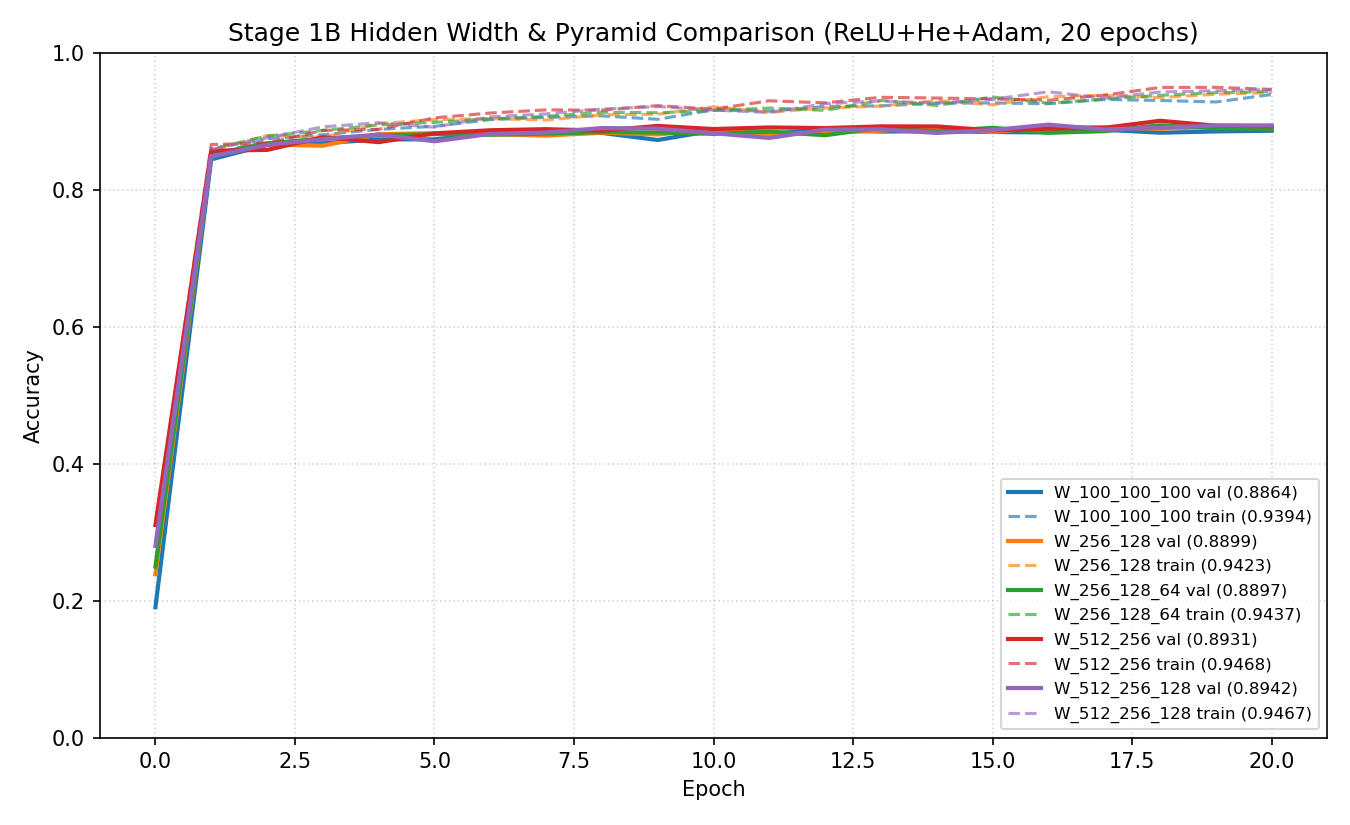 Stage 1B Hidden Width & Pyramid Comparison (ReLU+He+Adam, 20 epochs)
1.0
0.8
0.6
0.4
0.2
0.0
Accuracy
W_100_100_100 val (0.8864)
W_100_100_100 train (0.9394)
W_256_128 val (0.8899)
W_256_128 train (0.9423)
W_256_128_64 val (0.8897)
W_256_128_64 train (0.9437)
W_512_256 val (0.8931)
W_512_256 train (0.9468)
W_512_256_128 val (0.8942)
W_512_256_128 train (0.9467)
0.0 2.5 5.0 7.5 10.0 12.5 15.0 17.5 20.0
Epoch